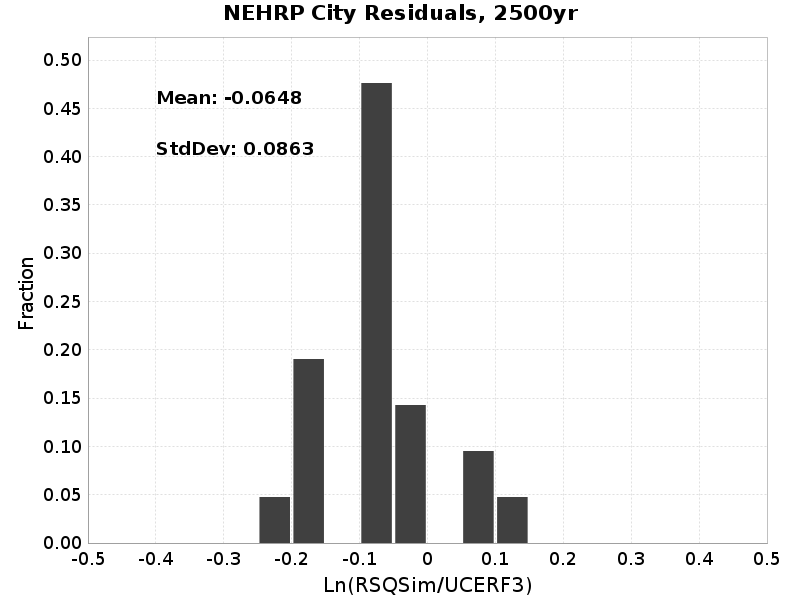 NEHRP City Residuals, 2500yr
Mean: -0.0648
StdDev: 0.0863
Fraction
0.50
0.45
0.40
0.35
0.30
0.25
0.20
0.15
0.10
0.05
0.00
-0.5 -0.4 -0.3 -0.2 -0.1 0 0.1 0.2 0.3 0.4 0.5
Ln(RSQSim/UCERF3)